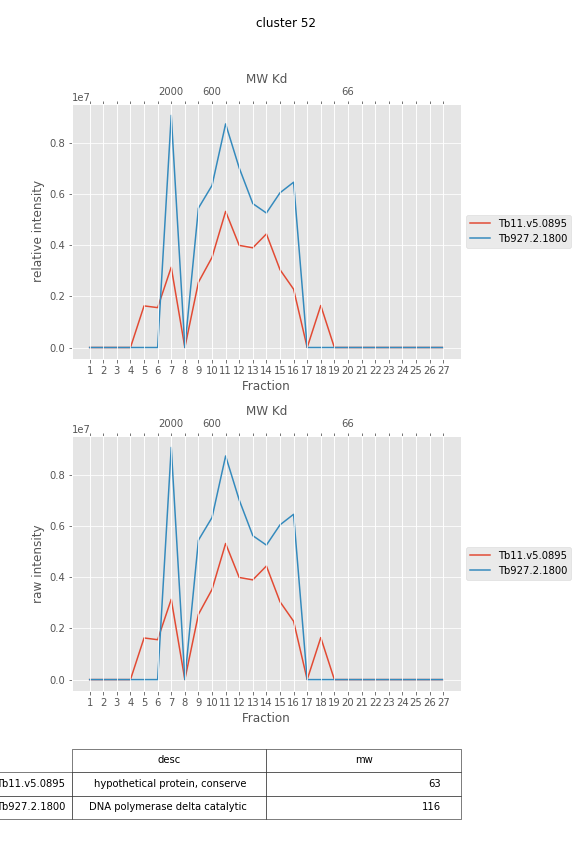 cluster 52
MW Kd
2000 600 66
1e7
0.8
0.6
0.4
0.2
0.0
relative intensity
Tb11.v5.0895
Tb927.2.1800
1 2 3 4 5 6 7 8 9 10 11 12 13 14 15 16 17 18 19 20 21 22 23 24 25 26 27
Fraction
MW Kd
2000 600 66
1e7
0.8
0.6
0.4
0.2
0.0
raw intensity
Tb11.v5.0895
Tb927.2.1800
1 2 3 4 5 6 7 8 9 10 11 12 13 14 15 16 17 18 19 20 21 22 23 24 25 26 27
Fraction
desc mw
Tb11.v5.0895 hypothetical protein, conserve 63
Tb927.2.1800 DNA polymerase delta catalytic 116